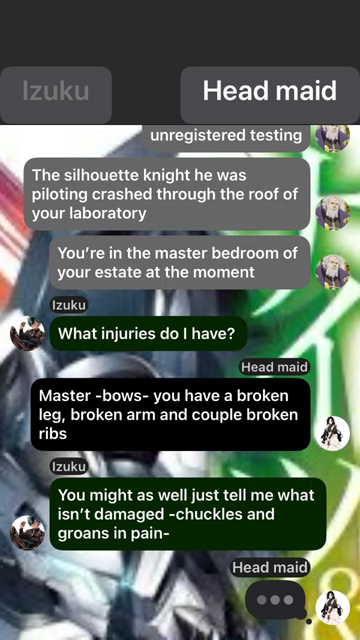 Izuku
Head maid
unregistered testing
The silhouette knight he was
piloting crashed through the roof of
your laboratory
You’re in the master bedroom of
your estate at the moment
Izuku
What injuries do I have?
Head maid
Master -bows- you have a broken
leg, broken arm and couple broken
ribs
Izuku
You might as well just tell me what
isn’t damaged -chuckles and
groans in pain-
Head maid